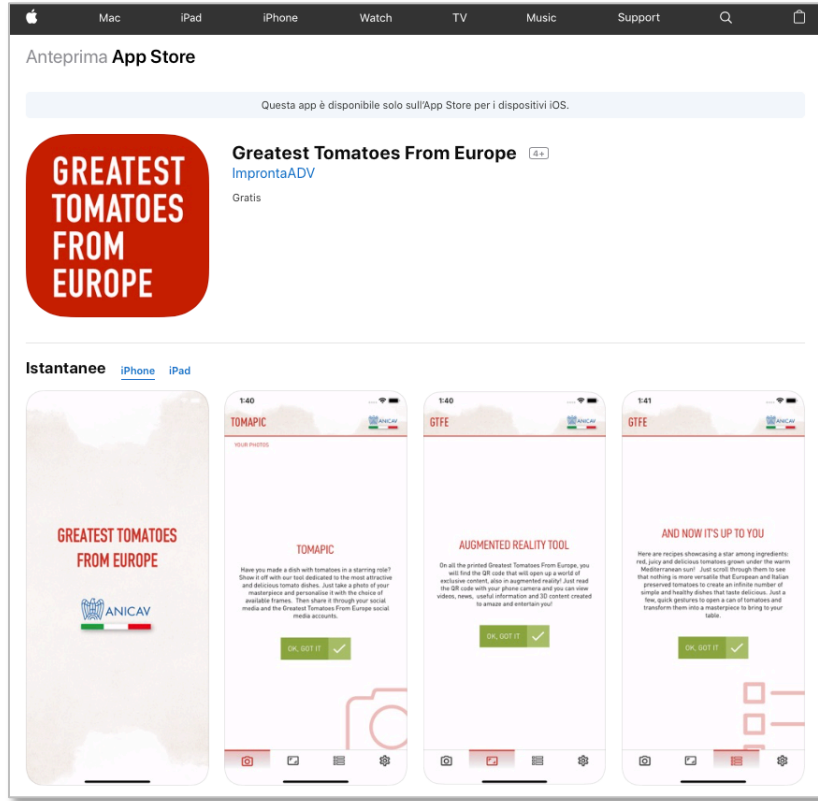 Mac iPad iPhone Watch TV Music Support
Anteprima App Store
Questa app è disponibile solo sull'App Store per i dispositivi iOS.
GREATEST
TOMATOES
FROM
EUROPE
Greatest Tomatoes From Europe 4+
ImprontaADV
Gratis
Istantanee iPhone iPad
GREATEST TOMATOES
FROM EUROPE
ANICAV
1:40
TOMAPIC
ANICAV
YOUR PHOTOS
TOMAPIC
Have you made a dish with tomatoes in a starring role?
Show it off with our tool dedicated to the most attractive
and delicious tomato dishes. Just take a photo of your
masterpiece and personalise it with the choice of
available frames. Then share it through your social
media and the Greatest Tomatoes From Europe social
media accounts.
OK, GOT IT
1:40
GTFE
ANICAV
AUGMENTED REALITY TOOL
On all the printed Greatest Tomatoes From Europe, you
will find the QR code that will open up a world of
exclusive content, also in augmented reality! Just read
the QR code with your phone camera and you can view
videos, news, useful information and 3D content created
to amaze and entertain you!
OK, GOT IT
1:41
GTFE
ANICAV
AND NOW IT'S UP TO YOU
Here are recipes showcasing a star among ingredients:
red, juicy and delicious tomatoes grown under the warm
Mediterranean sun! Just scroll through them to see
that nothing is more versatile that European and Italian
preserved tomatoes to create an infinite number of
simple and healthy dishes that taste delicious. Just a
few, quick gestures to open a can of tomatoes and
transform them into a masterpiece to bring to your
table.
OK, GOT IT